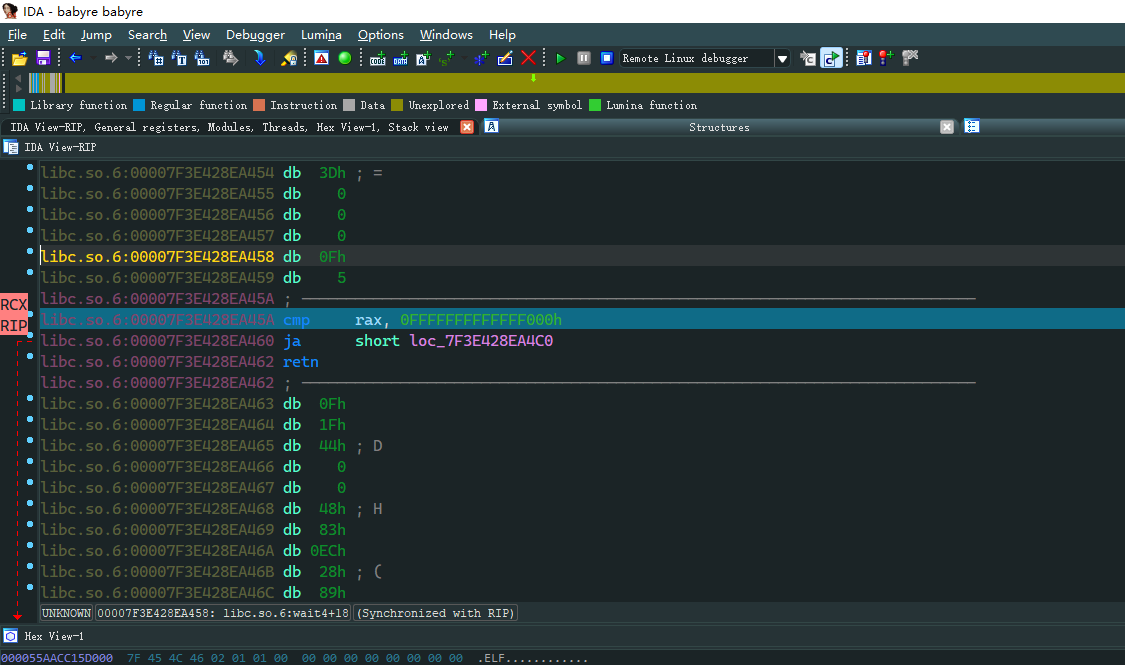 IDA - babyre babyre
File Edit Jump Search View Debugger Lumina Options Windows Help
Remote Linux debugger
Library function Regular function Instruction Data Unexplored External symbol Lumina function
IDA View-RIP, General registers, Modules, Threads, Hex View-1, Stack view Structures
IDA View-RIP
libc.so.6:00007F3E428EA454 db 3Dh ; =
libc.so.6:00007F3E428EA455 db 0
libc.so.6:00007F3E428EA456 db 0
libc.so.6:00007F3E428EA457 db 0
libc.so.6:00007F3E428EA458 db 0Fh
libc.so.6:00007F3E428EA459 db 5
RCX libc.so.6:00007F3E428EA45A ; ─────────────────────────
RIP libc.so.6:00007F3E428EA45A cmp rax, 0FFFFFFFFFFFFF000h
libc.so.6:00007F3E428EA460 ja short loc_7F3E428EA4C0
libc.so.6:00007F3E428EA462 retn
libc.so.6:00007F3E428EA462 ; ─────────────────────────
libc.so.6:00007F3E428EA463 db 0Fh
libc.so.6:00007F3E428EA464 db 1Fh
libc.so.6:00007F3E428EA465 db 44h ; D
libc.so.6:00007F3E428EA466 db 0
libc.so.6:00007F3E428EA467 db 0
libc.so.6:00007F3E428EA468 db 48h ; H
libc.so.6:00007F3E428EA469 db 83h
libc.so.6:00007F3E428EA46A db 0ECh
libc.so.6:00007F3E428EA46B db 28h ; (
libc.so.6:00007F3E428EA46C db 89h
UNKNOWN 00007F3E428EA458: libc.so.6:wait4+18 (Synchronized with RIP)
Hex View-1
000055AACC15D000 7F 45 4C 46 02 01 01 00 00 00 00 00 00 00 00 00 .ELF............